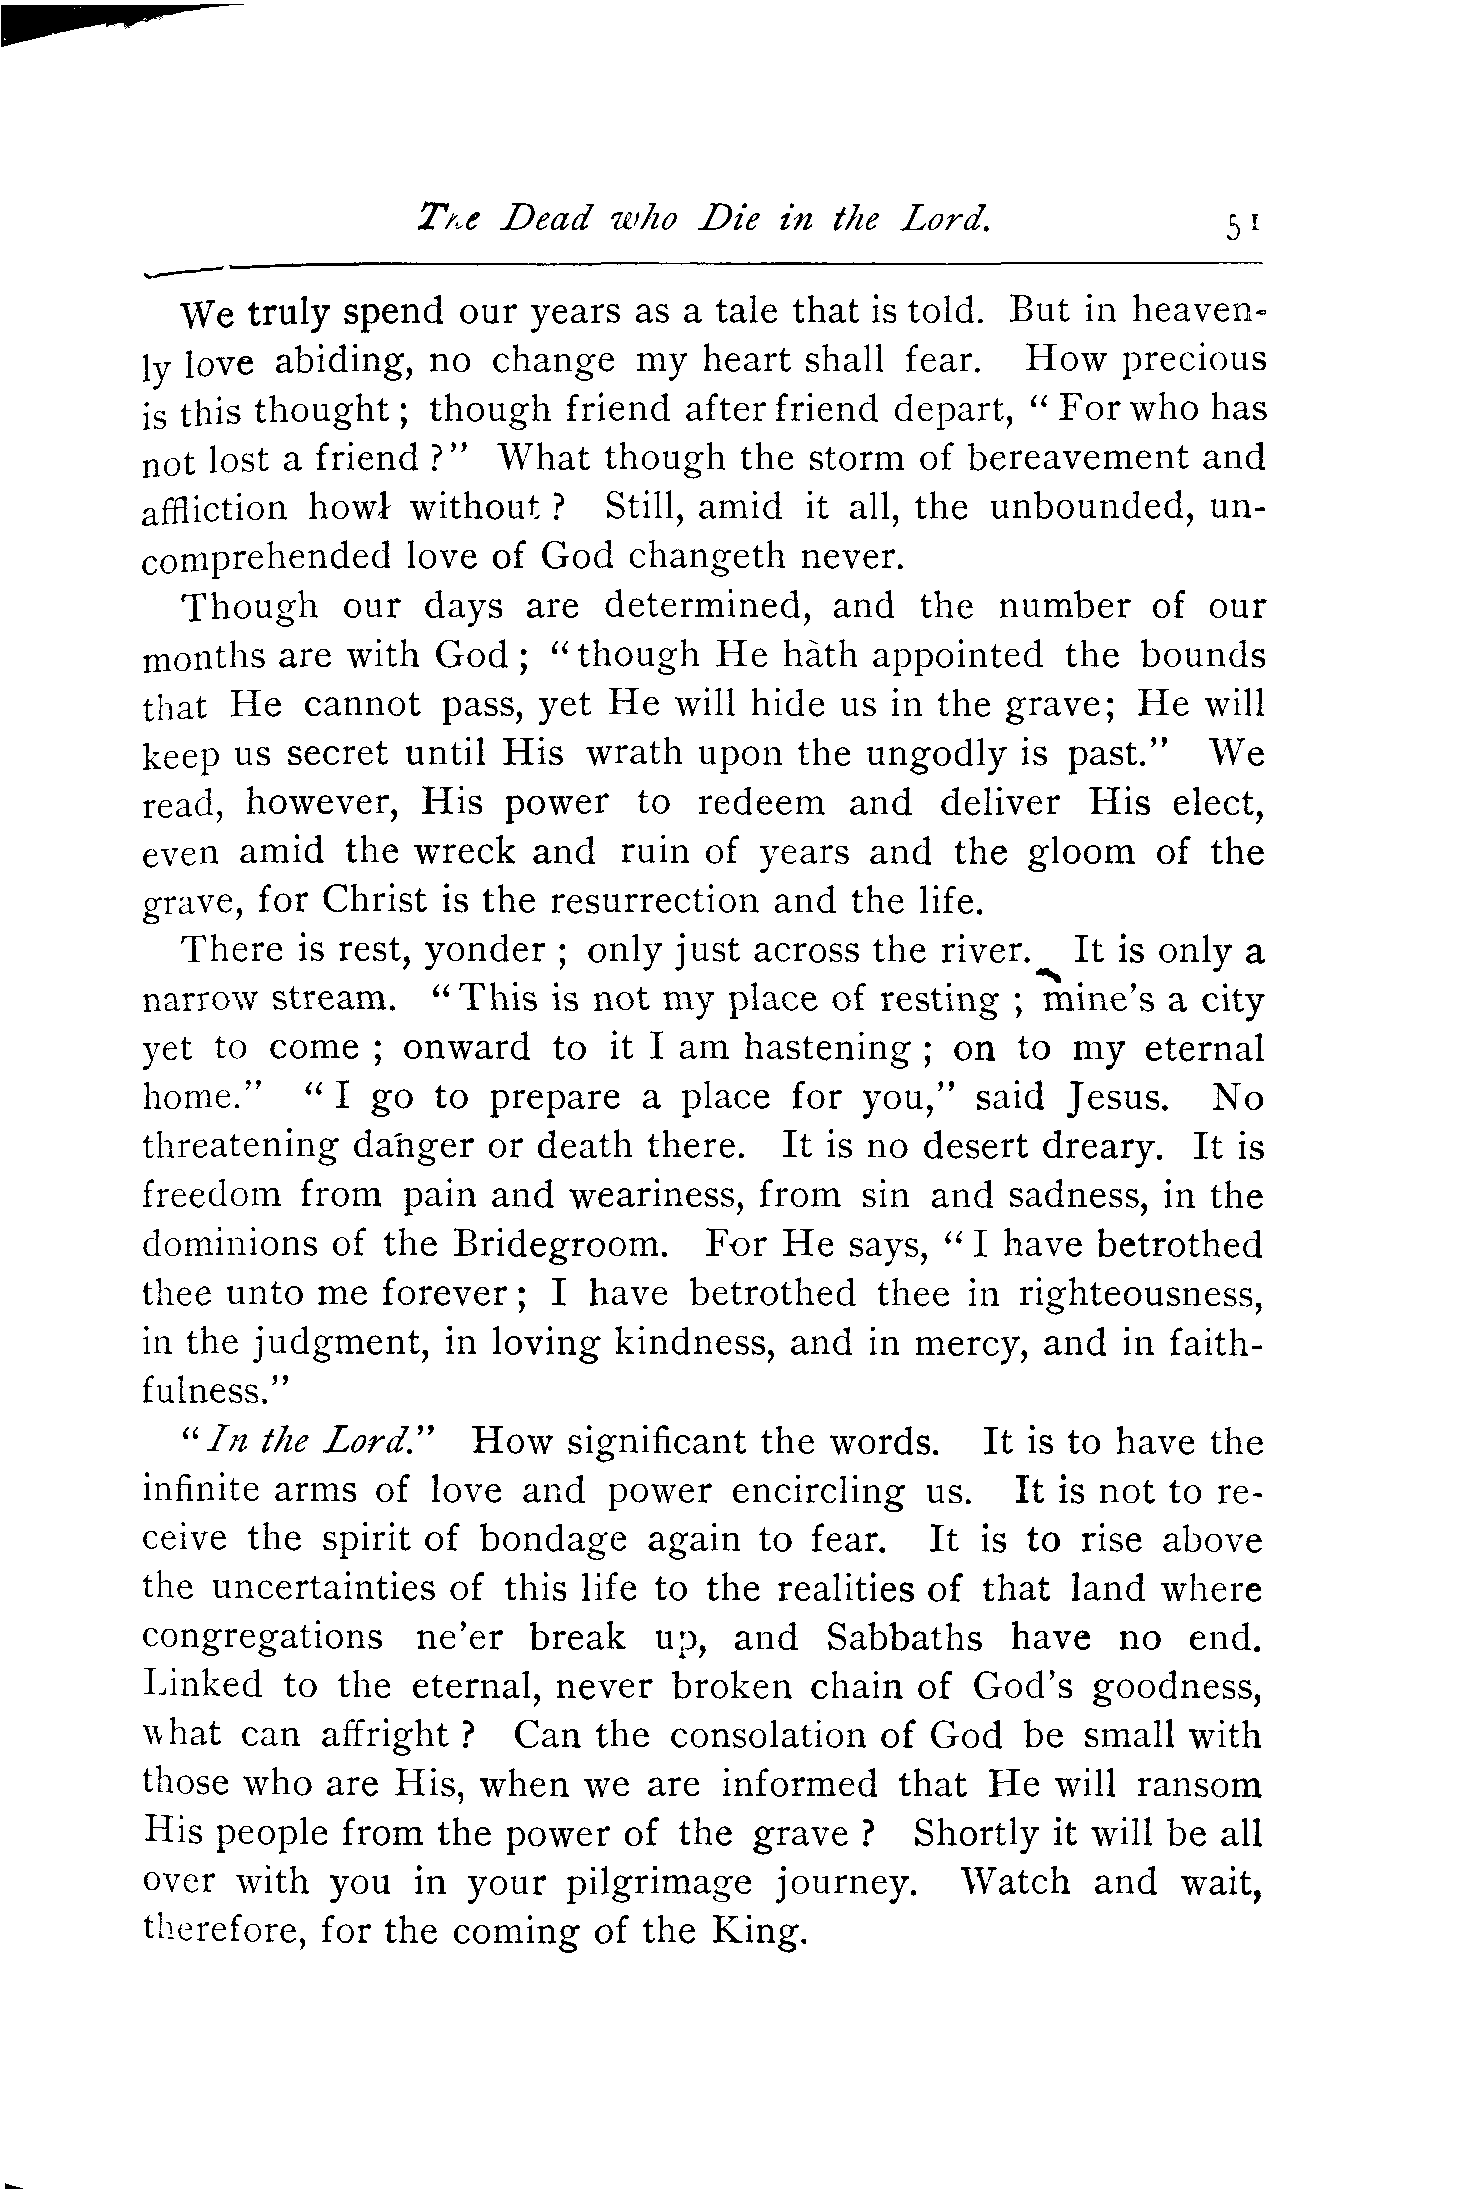 The Dead who Die in the Lord. 51
We truly spend our years as a tale that is told. But in heaven-
ly love abiding, no change my heart shall fear. How precious
is this thought ; though friend after friend depart, “ For who has
not lost a friend ?” What though the storm of bereavement and
affliction howl without ? Still, amid it all, the unbounded, un-
comprehended love of God changeth never.
Though our days are determined, and the number of our
months are with God ; “ though He hath appointed the bounds
that He cannot pass, yet He will hide us in the grave; He will
keep us secret until His wrath upon the ungodly is past.” We
read, however, His power to redeem and deliver His elect,
even amid the wreck and ruin of years and the gloom of the
grave, for Christ is the resurrection and the life.
There is rest, yonder ; only just across the river. It is only a
narrow stream. “ This is not my place of resting ; mine’s a city
yet to come ; onward to it I am hastening ; on to my eternal
home.” “ I go to prepare a place for you,” said Jesus. No
threatening danger or death there. It is no desert dreary. It is
freedom from pain and weariness, from sin and sadness, in the
dominions of the Bridegroom. For He says, “ I have betrothed
thee unto me forever ; I have betrothed thee in righteousness,
in the judgment, in loving kindness, and in mercy, and in faith-
fulness.”
“ In the Lord.” How significant the words. It is to have the
infinite arms of love and power encircling us. It is not to re-
ceive the spirit of bondage again to fear. It is to rise above
the uncertainties of this life to the realities of that land where
congregations ne’er break up, and Sabbaths have no end.
Linked to the eternal, never broken chain of God’s goodness,
what can affright ? Can the consolation of God be small with
those who are His, when we are informed that He will ransom
His people from the power of the grave ? Shortly it will be all
over with you in your pilgrimage journey. Watch and wait,
therefore, for the coming of the King.